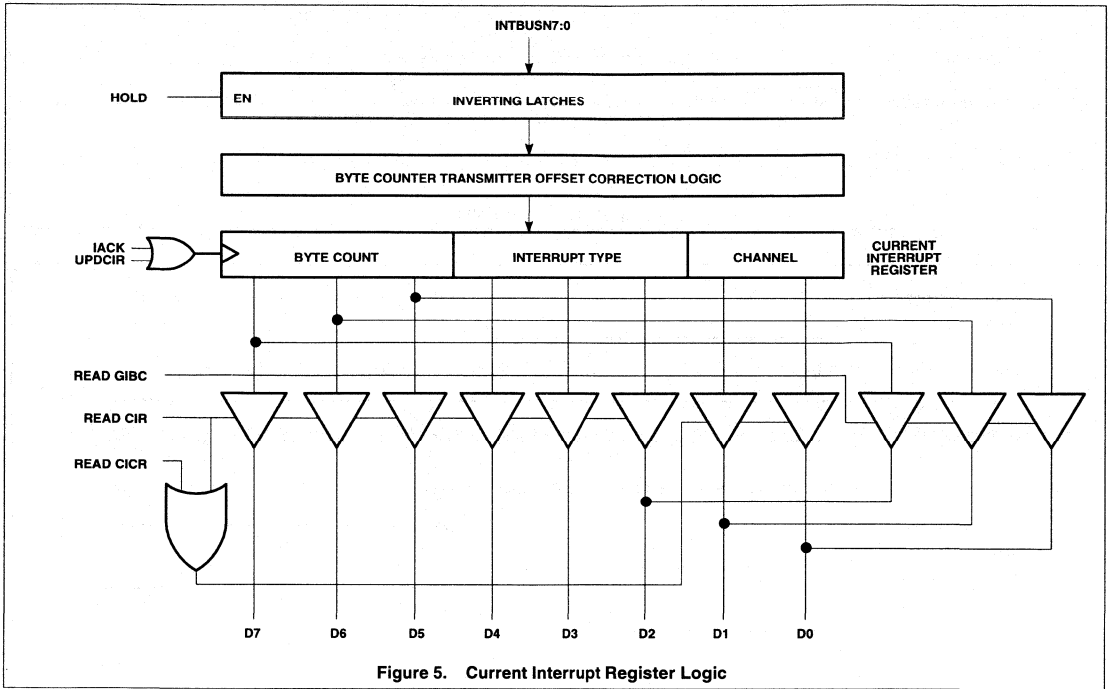 INTBUSN7:0
HOLD
EN
INVERTING LATCHES
BYTE COUNTER TRANSMITTER OFFSET CORRECTION LOGIC
IACK
UPDCIR
BYTE COUNT
INTERRUPT TYPE
CHANNEL
CURRENT
INTERRUPT
REGISTER
READ GIBC
READ CIR
READ CICR
D7 D6 D5 D4 D3 D2 D1 D0
Figure 5. Current Interrupt Register Logic